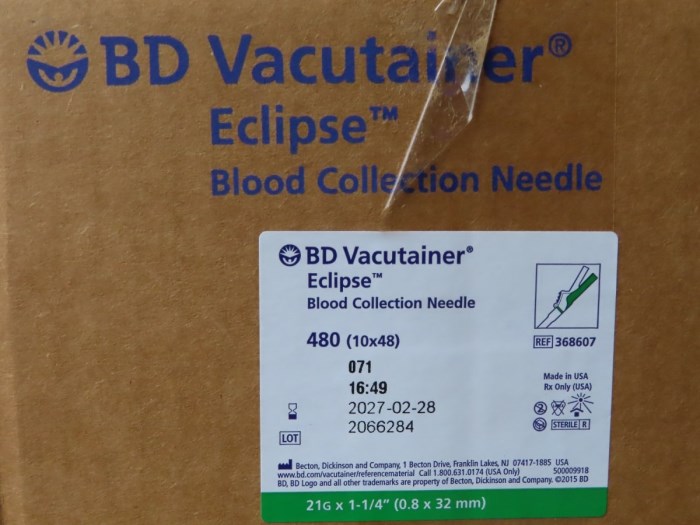 BD Vacutainer®
Eclipse™
Blood Collection Needle
BD Vacutainer®
Eclipse™
Blood Collection Needle
480 (10x48)
REF 368607
071
16:49
2027-02-28
LOT 2066284
Made in USA
Rx Only (USA)
STERILE R
Becton, Dickinson and Company, 1 Becton Drive, Franklin Lakes, NJ 07417-1885 USA
www.bd.com/vacutainer/referencematerial Call 1.800.631.0174 (USA Only) 500009918
BD, BD Logo and all other trademarks are property of Becton, Dickinson and Company. ©2015 BD
21G x 1-1/4" (0.8 x 32 mm)